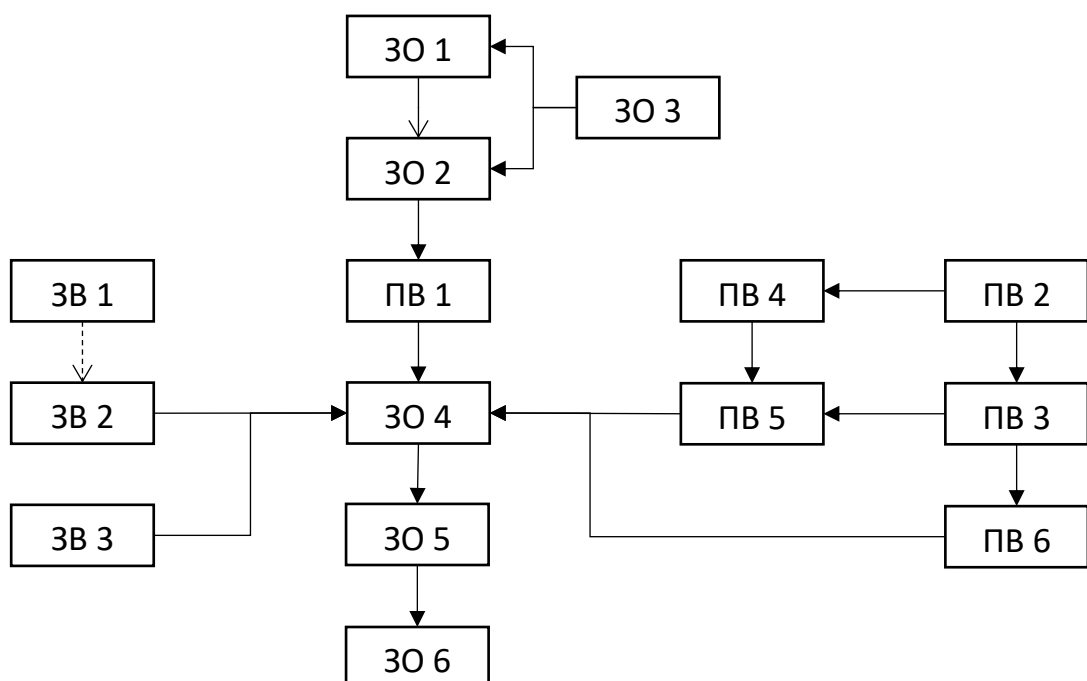 ЗО 1
ЗО 3
ЗО 2
ЗВ 1
ПВ 1
ПВ 4
ПВ 2
ЗВ 2
ЗО 4
ПВ 5
ПВ 3
ЗВ 3
ЗО 5
ПВ 6
ЗО 6